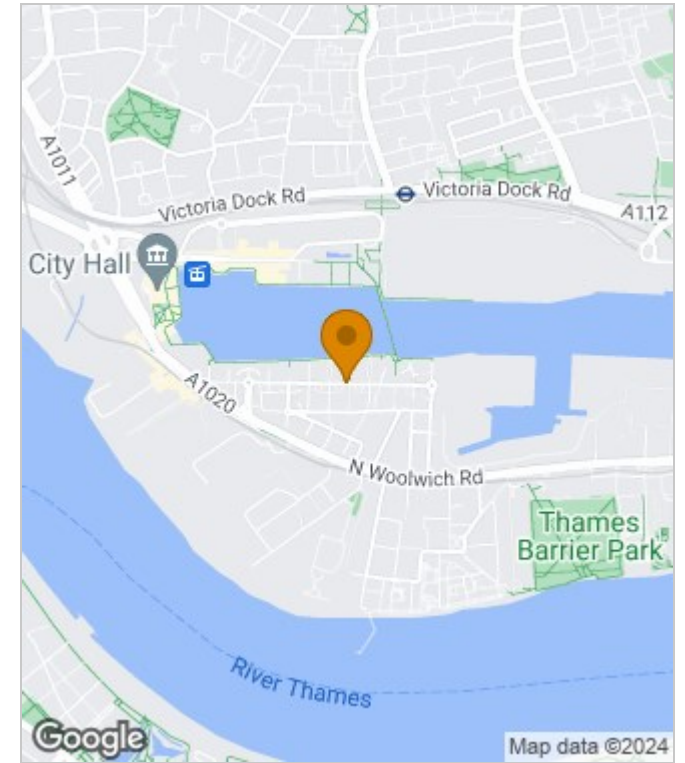 A1011
Victoria Dock Rd
Victoria Dock Rd
A112
City Hall
A1020
N Woolwich Rd
Thames
Barrier Park
River Thames
Google
Map data ©2024